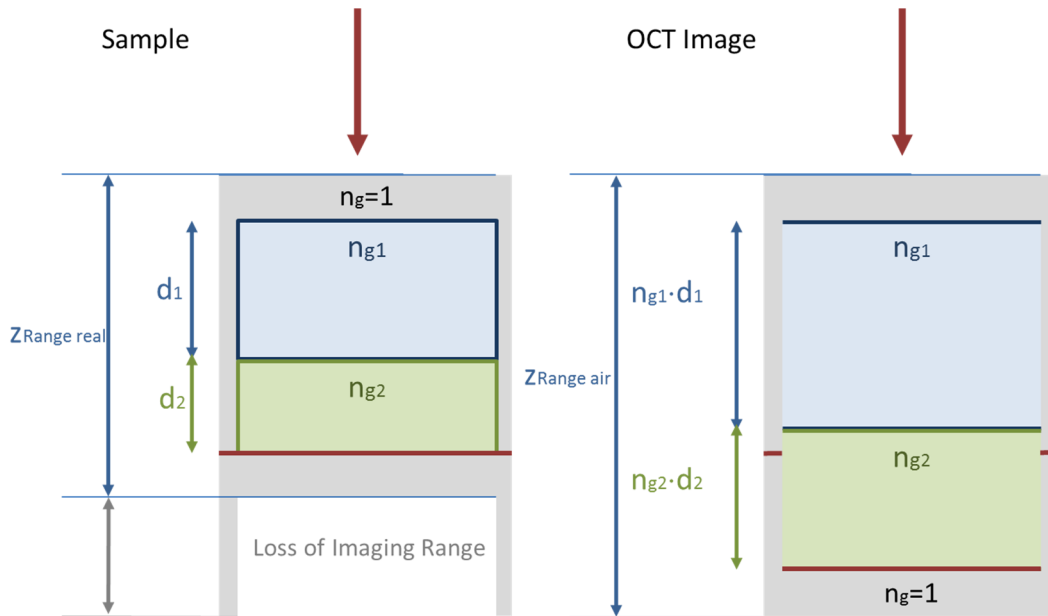 Sample
OCT Image
ng=1
ng1
d1
zRange real
ng2
d2
Loss of Imaging Range
ng1
ng1·d1
zRange air
ng2
ng2·d2
ng=1